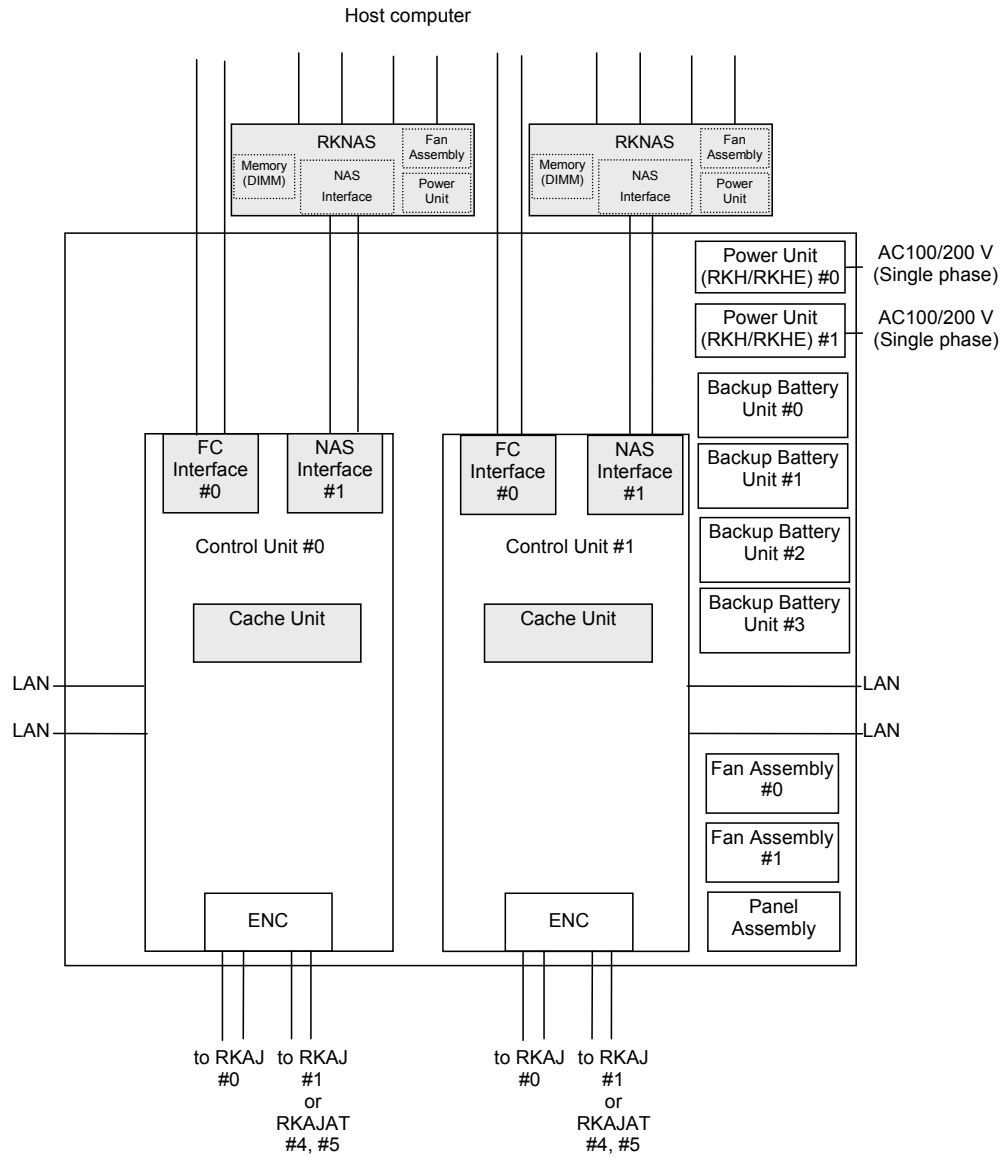 Host computer
RKNAS
Fan
Assembly
Memory
(DIMM)
NAS
Interface
Power
Unit
RKNAS
Fan
Assembly
Memory
(DIMM)
NAS
Interface
Power
Unit
Power Unit
(RKH/RKHE) #0
AC100/200 V
(Single phase)
Power Unit
(RKH/RKHE) #1
AC100/200 V
(Single phase)
Backup Battery
Unit #0
Backup Battery
Unit #1
Backup Battery
Unit #2
Backup Battery
Unit #3
FC
Interface
#0
NAS
Interface
#1
Control Unit #0
Cache Unit
FC
Interface
#0
NAS
Interface
#1
Control Unit #1
Cache Unit
LAN
LAN
LAN
LAN
Fan Assembly
#0
Fan Assembly
#1
Panel
Assembly
ENC
ENC
to RKAJ
#0
to RKAJ
#1
or
RKAJAT
#4, #5
to RKAJ
#0
to RKAJ
#1
or
RKAJAT
#4, #5